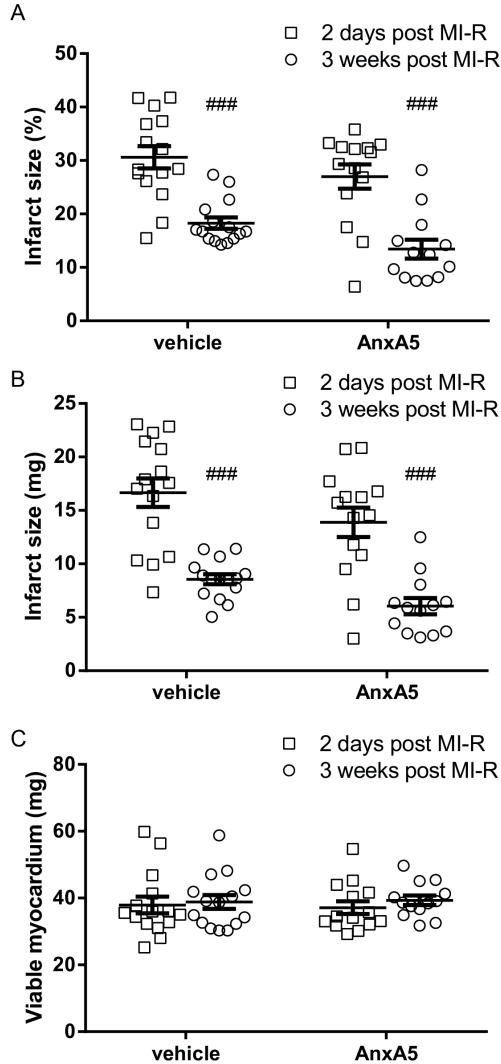 A
2 days post MI-R
3 weeks post MI-R
Infarct size (%)
50
40
30
20
10
0
###
###
vehicle
AnxA5
B
2 days post MI-R
3 weeks post MI-R
Infarct size (mg)
25
20
15
10
5
0
###
###
vehicle
AnxA5
C
2 days post MI-R
3 weeks post MI-R
Viable myocardium (mg)
80
60
40
20
0
vehicle
AnxA5